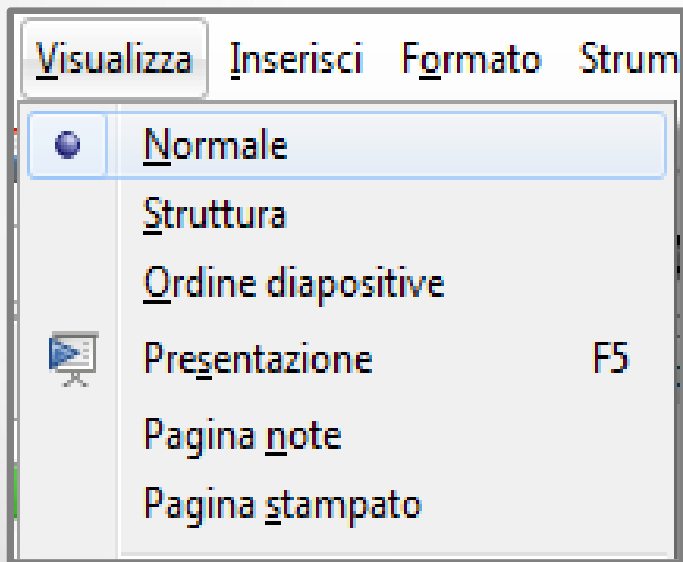 Visualizza Inserisci Formato Strum
Normale
Struttura
Ordine diapositive
Presentazione F5
Pagina note
Pagina stampato